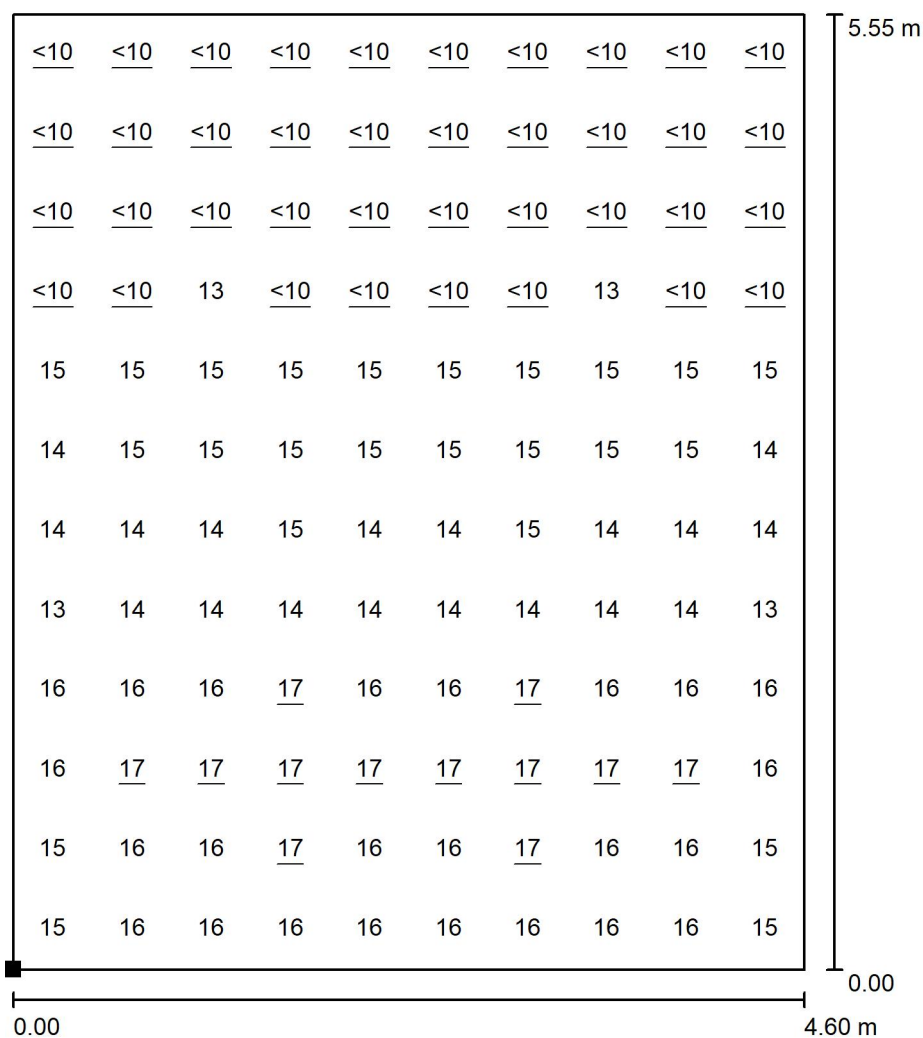 5.55 m
<10 <10 <10 <10 <10 <10 <10 <10 <10 <10
<10 <10 <10 <10 <10 <10 <10 <10 <10 <10
<10 <10 <10 <10 <10 <10 <10 <10 <10 <10
<10 <10 13 <10 <10 <10 <10 13 <10 <10
15 15 15 15 15 15 15 15 15 15
14 15 15 15 15 15 15 15 15 14
14 14 14 15 14 14 15 14 14 14
13 14 14 14 14 14 14 14 14 13
16 16 16 17 16 16 17 16 16 16
16 17 17 17 17 17 17 17 17 16
15 16 16 17 16 16 17 16 16 15
15 16 16 16 16 16 16 16 16 15
0.00
0.00 4.60 m